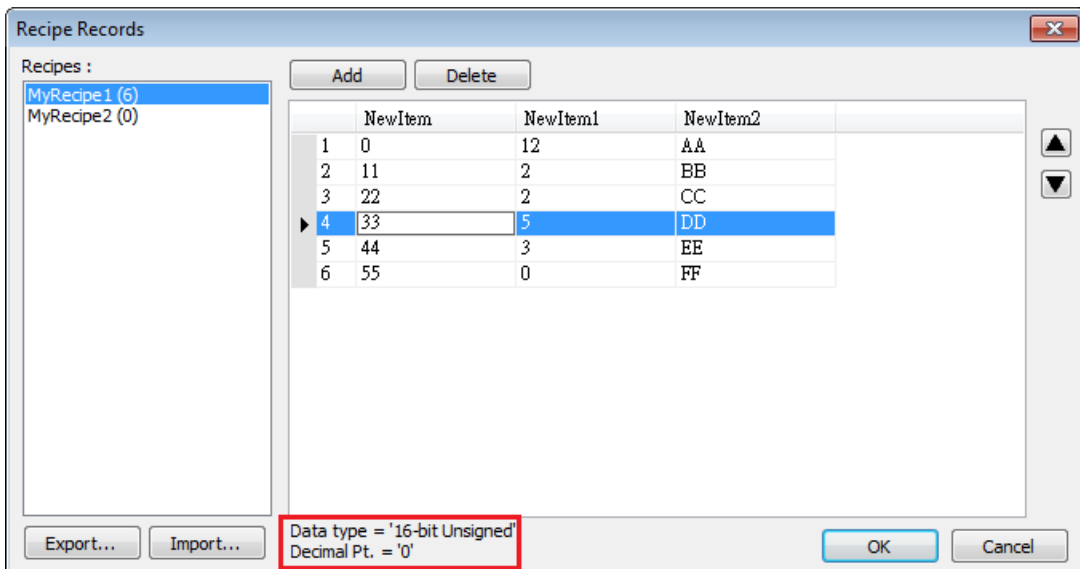 Recipe Records
Recipes :
MyRecipe1 (6)
MyRecipe2 (0)
Add Delete
NewItem NewItem1 NewItem2
1 0 12 AA
2 11 2 BB
3 22 2 CC
4 33 5 DD
5 44 3 EE
6 55 0 FF
Export... Import...
Data type = '16-bit Unsigned'
Decimal Pt. = '0'
OK Cancel